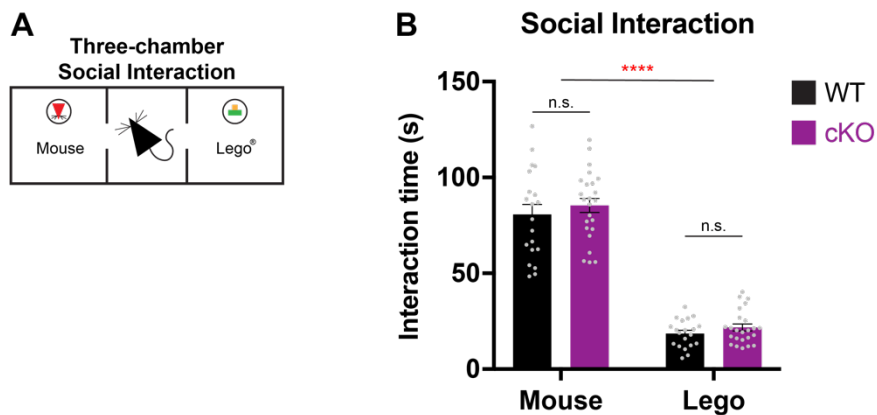 A
Three-chamber
Social Interaction
Mouse
Lego®
B
Social Interaction
****
n.s.
n.s.
WT
cKO
Interaction time (s)
150
100
50
0
Mouse
Lego